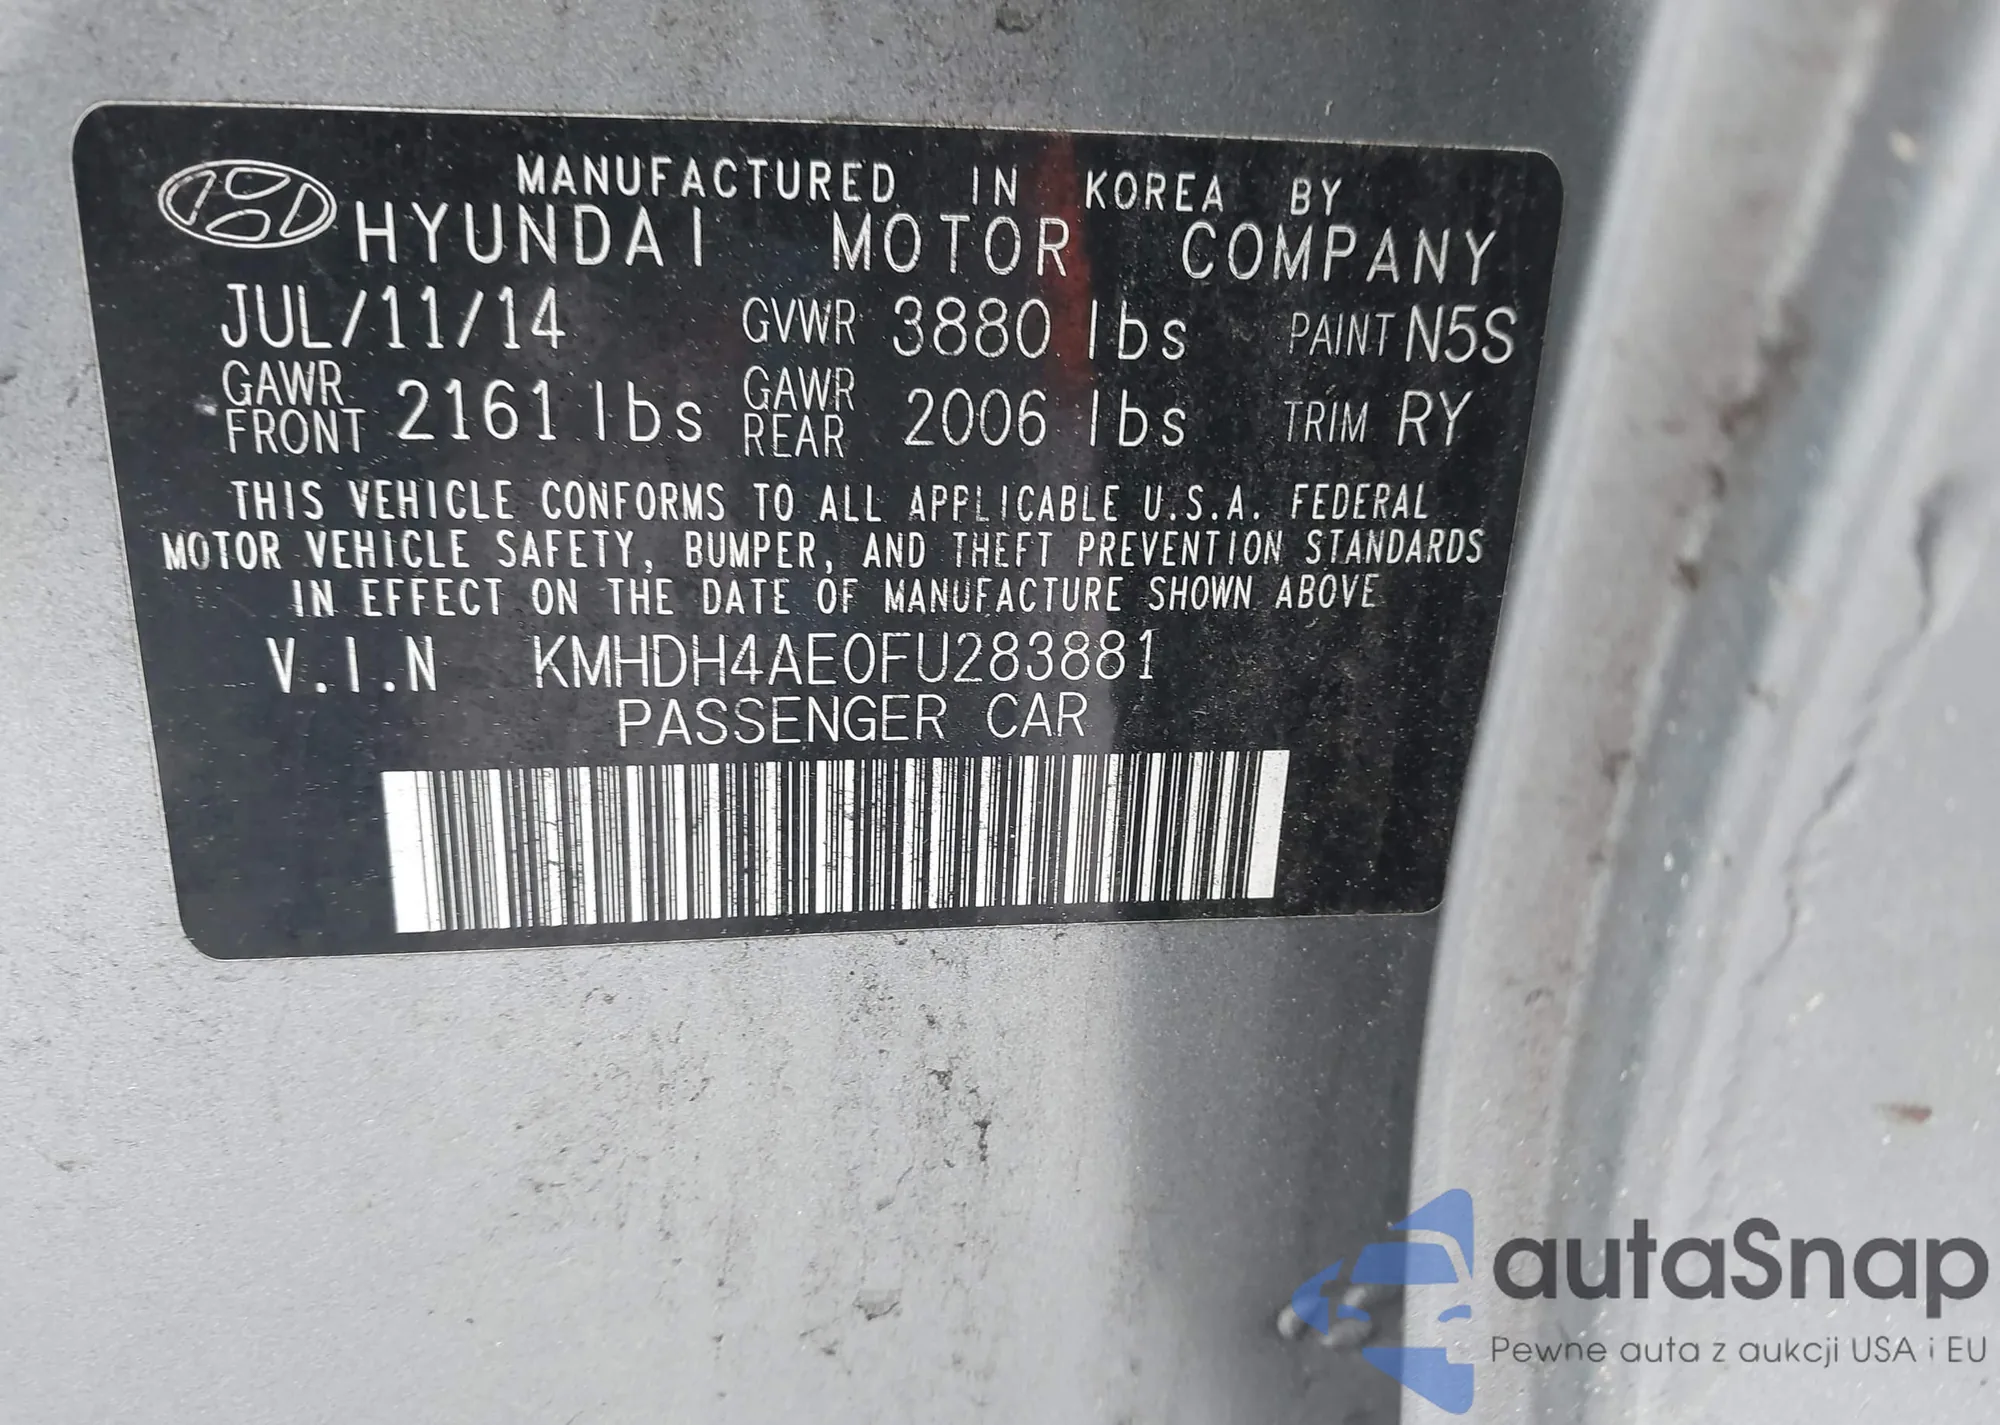 MANUFACTURED IN KOREA BY
HYUNDAI MOTOR COMPANY
JUL/11/14 GVWR 3880 lbs PAINT N5S
GAWR FRONT 2161 lbs GAWR REAR 2006 lbs TRIM RY
THIS VEHICLE CONFORMS TO ALL APPLICABLE U.S.A. FEDERAL
MOTOR VEHICLE SAFETY, BUMPER, AND THEFT PREVENTION STANDARDS
IN EFFECT ON THE DATE OF MANUFACTURE SHOWN ABOVE
V.I.N KMHDH4AE0FU283881
PASSENGER CAR
autaSnap
Pewne auta z aukcji USA i EU